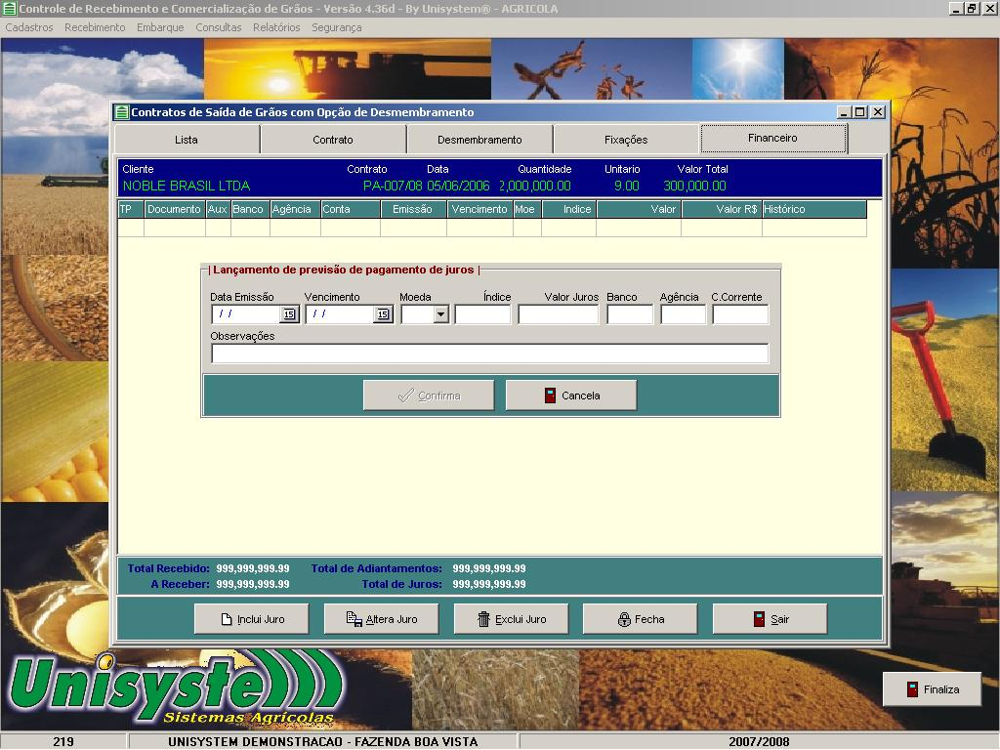 Controle de Recebimento e Comercialização de Grãos - Versão 4.36d - By Unisystem® - AGRICOLA
Cadastros Recebimento Embarque Consultas Relatórios Segurança
Contratos de Saída de Grãos com Opção de Desmembramento
Lista Contrato Desmembramento Fixações Financeiro
Cliente Contrato Data Quantidade Unitario Valor Total
NOBLE BRASIL LTDA PA-007/08 05/06/2006 2,000,000.00 9.00 300,000.00
TP Documento Aux Banco Agência Conta Emissão Vencimento Moe Indice Valor Valor R$ Histórico
| Lançamento de previsão de pagamento de juros |
Data Emissão Vencimento Moeda Índice Valor Juros Banco Agência C.Corrente
/ / 15 / / 15
Observações
Confirma Cancela
Total Recebido: 999,999,999.99 Total de Adiantamentos: 999,999,999.99
A Receber: 999,999,999.99 Total de Juros: 999,999,999.99
Inclui Juro Altera Juro Exclui Juro Fecha Sair
Unisystem
Sistemas Agrícolas
Finaliza
219 UNISYSTEM DEMONSTRACAO - FAZENDA BOA VISTA 2007/2008